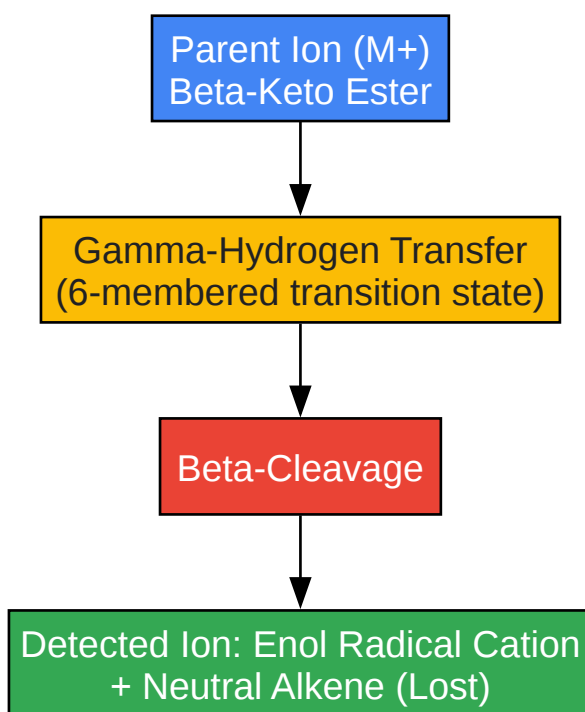 Parent Ion (M+)
Beta-Keto Ester
Gamma-Hydrogen Transfer
(6-membered transition state)
Beta-Cleavage
Detected Ion: Enol Radical Cation
+ Neutral Alkene (Lost)